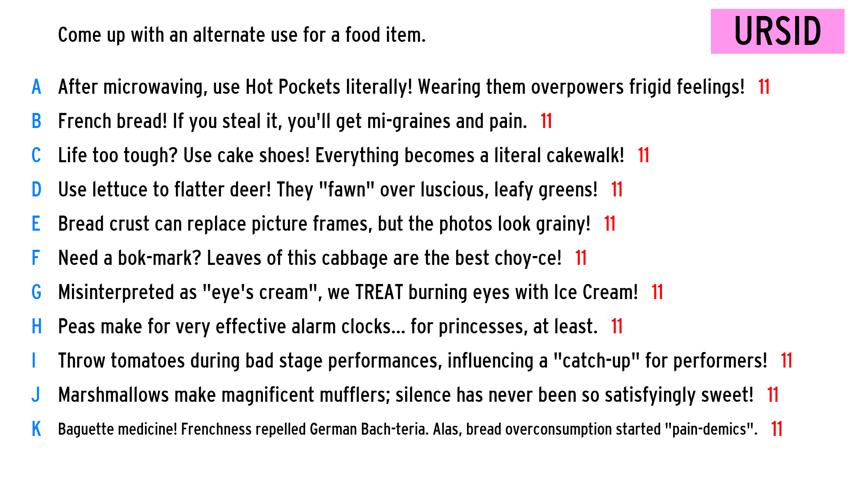 Come up with an alternate use for a food item.
URSID
A After microwaving, use Hot Pockets literally! Wearing them overpowers frigid feelings! 11
B French bread! If you steal it, you'll get mi-graines and pain. 11
C Life too tough? Use cake shoes! Everything becomes a literal cakewalk! 11
D Use lettuce to flatter deer! They "fawn" over luscious, leafy greens! 11
E Bread crust can replace picture frames, but the photos look grainy! 11
F Need a bok-mark? Leaves of this cabbage are the best choy-ce! 11
G Misinterpreted as "eye's cream", we TREAT burning eyes with Ice Cream! 11
H Peas make for very effective alarm clocks... for princesses, at least. 11
I Throw tomatoes during bad stage performances, influencing a "catch-up" for performers! 11
J Marshmallows make magnificent mufflers; silence has never been so satisfyingly sweet! 11
K Baguette medicine! Frenchness repelled German Bach-teria. Alas, bread overconsumption started "pain-demics". 11